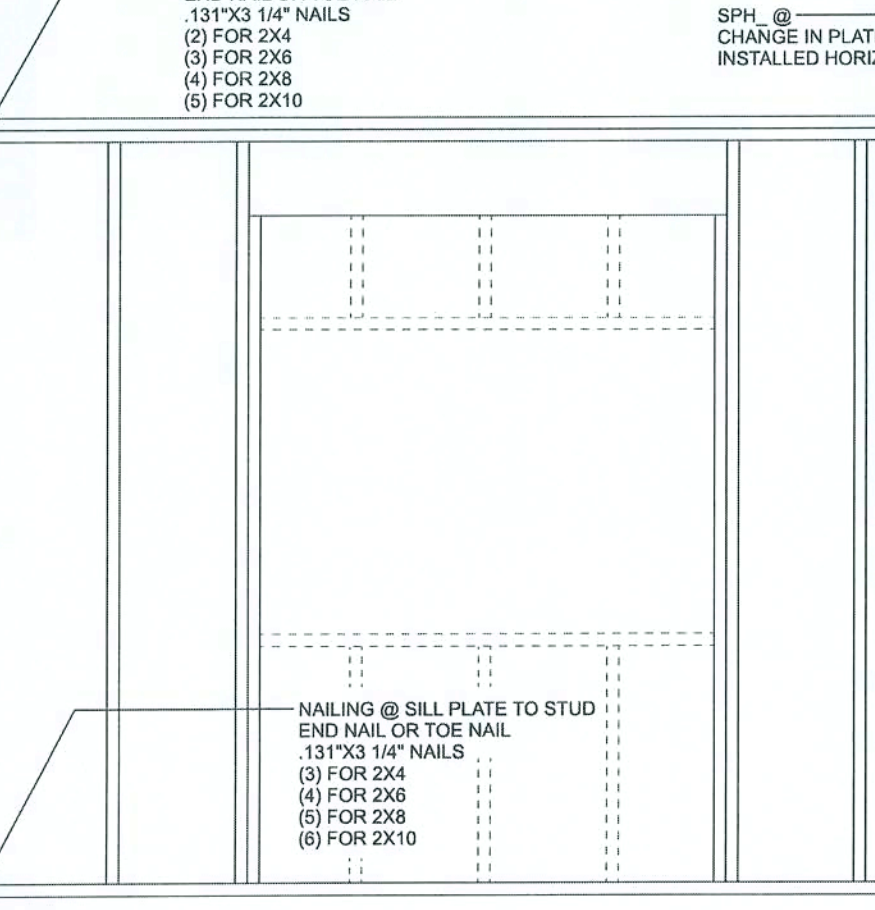 .131"X3 1/4" NAILS
(2) FOR 2X4
(3) FOR 2X6
(4) FOR 2X8
(5) FOR 2X10
SPH_ @
CHANGE IN PLAT
INSTALLED HORIZ
NAILING @ SILL PLATE TO STUD
END NAIL OR TOE NAIL
.131"X3 1/4" NAILS
(3) FOR 2X4
(4) FOR 2X6
(5) FOR 2X8
(6) FOR 2X10